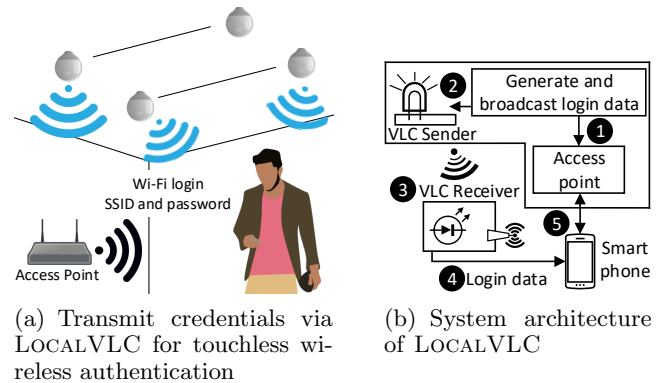 Wi-Fi login
SSID and password
Access Point
(a) Transmit credentials via
LOCALVLC for touchless wi-
reless authentication
2
Generate and
broadcast login data
VLC Sender
1
Access
point
3 VLC Receiver
5
Smart
phone
4 Login data
(b) System architecture
of LOCALVLC